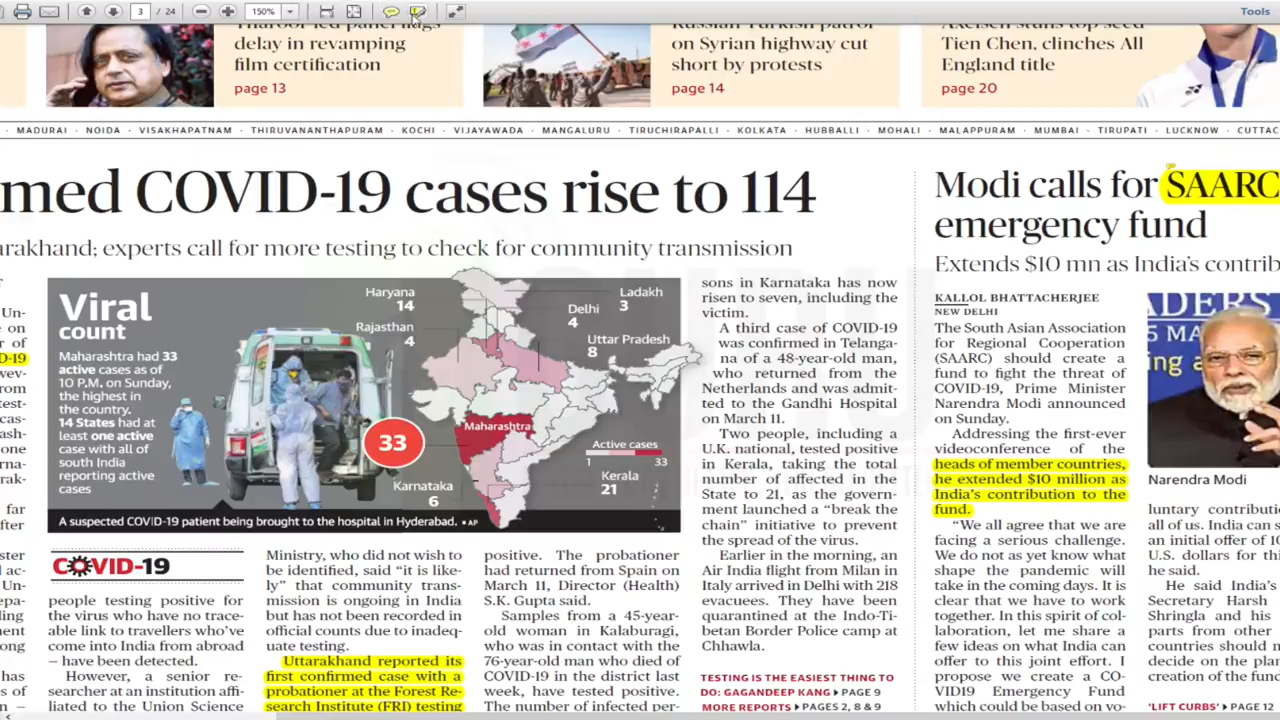 3 / 24
150%
Tools
delay in revamping
film certification
page 13
on Syrian highway cut
short by protests
page 14
Tien Chen, clinches All
England title
page 20
MADURAI · NOIDA · VISAKHAPATNAM · THIRUVANANTHAPURAM · KOCHI · VIJAYAWADA · MANGALURU · TIRUCHIRAPALLI · KOLKATA · HUBBALLI · MOHALI · MALAPPURAM · MUMBAI · TIRUPATI · LUCKNOW · CUTTAC
med COVID-19 cases rise to 114
arakhand; experts call for more testing to check for community transmission
Viral
count
Maharashtra had 33
active cases as of
10 P.M. on Sunday,
the highest in
the country.
14 States had at
least one active
case with all of
south India
reporting active
cases
Haryana
14
Rajasthan
4
Ladakh
3
Delhi
4
Uttar Pradesh
8
Maharashtra
33
Active cases
1 33
Karnataka
6
Kerala
21
A suspected COVID-19 patient being brought to the hospital in Hyderabad. ▪ AP
COVID-19
people testing positive for
the virus who have no trace-
able link to travellers who've
come into India from abroad
– have been detected.
However, a senior re-
searcher at an institution affi-
liated to the Union Science
Ministry, who did not wish to
be identified, said “it is like-
ly” that community trans-
mission is ongoing in India
but has not been recorded in
official counts due to inadeq-
uate testing.
Uttarakhand reported its
first confirmed case with a
probationer at the Forest Re-
search Institute (FRI) testing
positive. The probationer
had returned from Spain on
March 11, Director (Health)
S.K. Gupta said.
Samples from a 45-year-
old woman in Kalaburagi,
who was in contact with the
76-year-old man who died of
COVID-19 in the district last
week, have tested positive.
The number of infected per-
sons in Karnataka has now
risen to seven, including the
victim.
A third case of COVID-19
was confirmed in Telanga-
na of a 48-year-old man,
who returned from the
Netherlands and was admit-
ted to the Gandhi Hospital
on March 11.
Two people, including a
U.K. national, tested positive
in Kerala, taking the total
number of affected in the
State to 21, as the govern-
ment launched a “break the
chain” initiative to prevent
the spread of the virus.
Earlier in the morning, an
Air India flight from Milan in
Italy arrived in Delhi with 218
evacuees. They have been
quarantined at the Indo-Ti-
betan Border Police camp at
Chhawla.
TESTING IS THE EASIEST THING TO
DO: GAGANDEEP KANG ▸ PAGE 9
MORE REPORTS ▸ PAGES 2, 8 & 9
Modi calls for SAARC
emergency fund
Extends $10 mn as India’s contrib
KALLOL BHATTACHERJEE
NEW DELHI
The South Asian Association
for Regional Cooperation
(SAARC) should create a
fund to fight the threat of
COVID-19, Prime Minister
Narendra Modi announced
on Sunday.
Addressing the first-ever
videoconference of the
heads of member countries,
he extended $10 million as
India’s contribution to the
fund.
“We all agree that we are
facing a serious challenge.
We do not as yet know what
shape the pandemic will
take in the coming days. It is
clear that we have to work
together. In this spirit of col-
laboration, let me share a
few ideas on what India can
offer to this joint effort. I
propose we create a CO-
VID19 Emergency Fund
which could be based on vo-
Narendra Modi
luntary contributi
all of us. India can s
an initial offer of 10
U.S. dollars for thi
he said.
He said India’s
Secretary Harsh
Shringla and his
parts from other
countries should m
decide on the plan
creation of the fund
‘LIFT CURBS’ ▸ PAGE 12